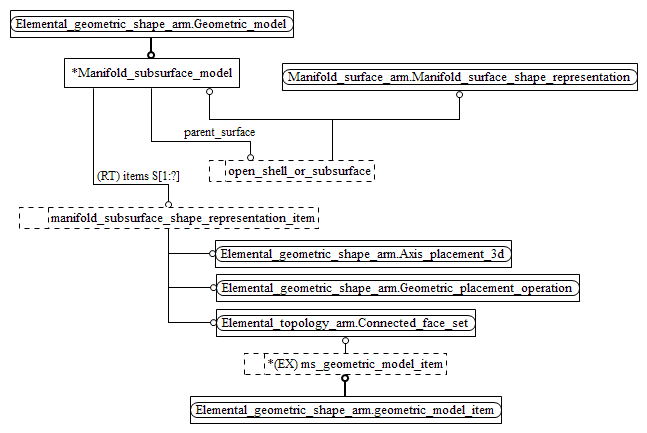 Elemental_geometric_shape_arm.Geometric_model
*Manifold_subsurface_model
Manifold_surface_arm.Manifold_surface_shape_representation
parent_surface
open_shell_or_subsurface
(RT) items S[1:?]
manifold_subsurface_shape_representation_item
Elemental_geometric_shape_arm.Axis_placement_3d
Elemental_geometric_shape_arm.Geometric_placement_operation
Elemental_topology_arm.Connected_face_set
*(EX) ms_geometric_model_item
Elemental_geometric_shape_arm.geometric_model_item